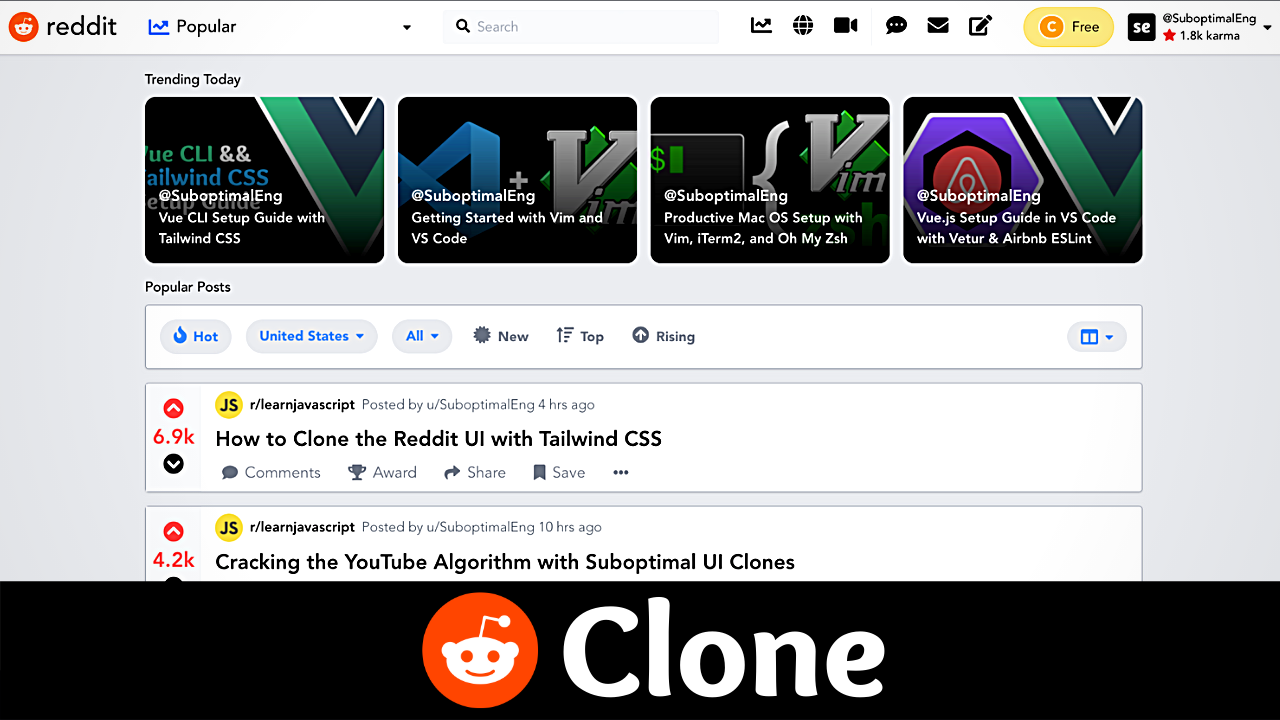 reddit
Popular
Search
C Free
se
@SuboptimalEng
1.8k karma
Trending Today
Vue CLI &&
Tailwind CSS
Setup Guide
@SuboptimalEng
Vue CLI Setup Guide with
Tailwind CSS
+
Vim
@SuboptimalEng
Getting Started with Vim and
VS Code
$
{
Vim
zsh
@SuboptimalEng
Productive Mac OS Setup with
Vim, iTerm2, and Oh My Zsh
@SuboptimalEng
Vue.js Setup Guide in VS Code
with Vetur & Airbnb ESLint
Popular Posts
Hot United States All New Top Rising
JS r/learnjavascript Posted by u/SuboptimalEng 4 hrs ago
6.9k
How to Clone the Reddit UI with Tailwind CSS
Comments Award Share Save •••
JS r/learnjavascript Posted by u/SuboptimalEng 10 hrs ago
4.2k
Cracking the YouTube Algorithm with Suboptimal UI Clones
Clone